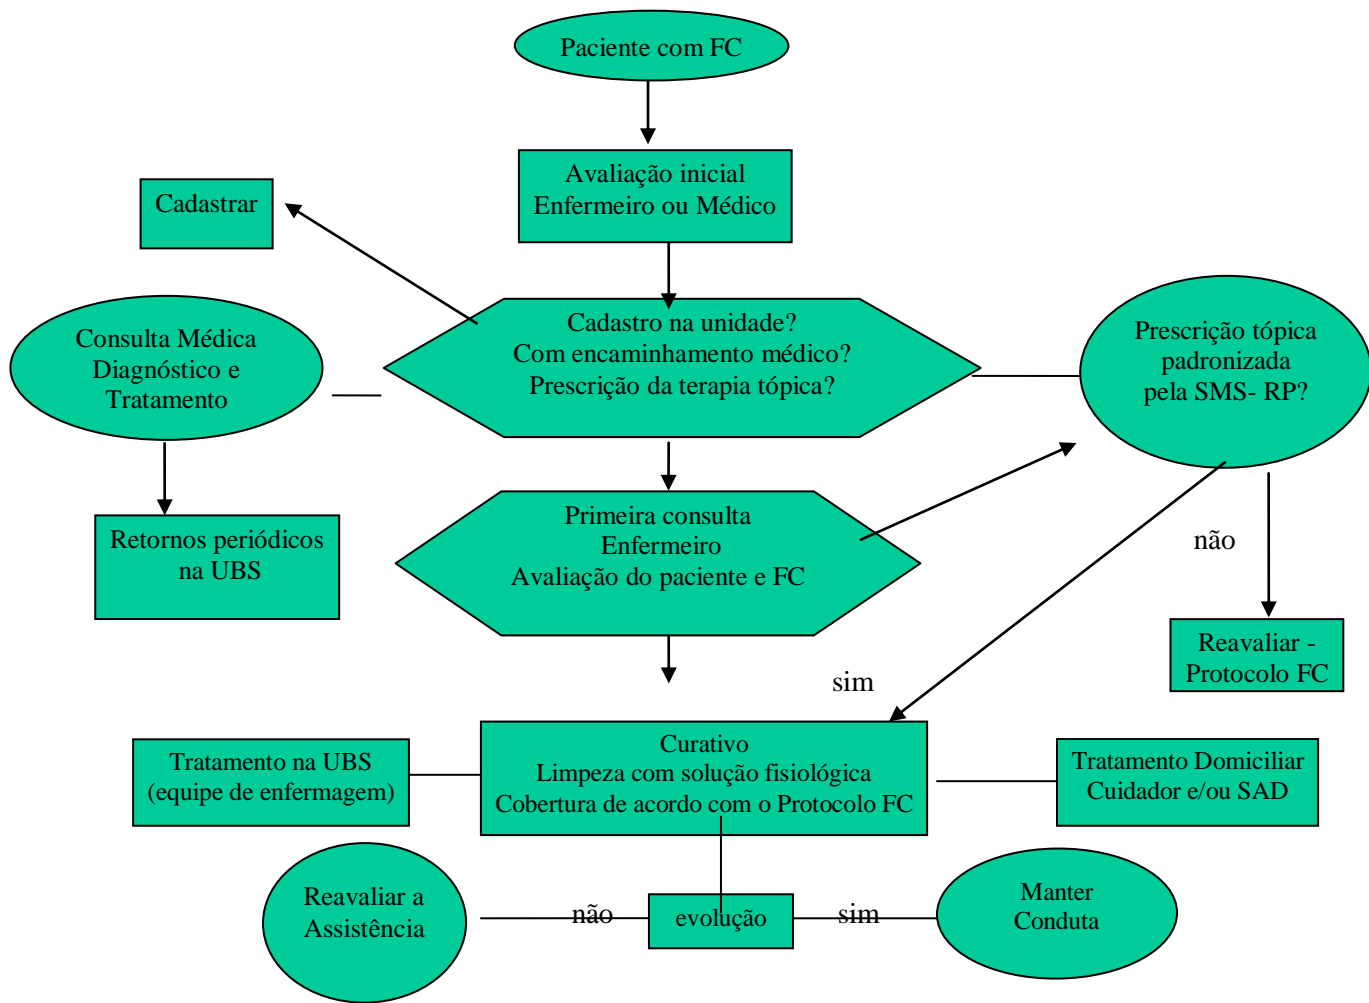 Paciente com FC
Avaliação inicial
Enfermeiro ou Médico
Cadastrar
Cadastro na unidade?
Com encaminhamento médico?
Prescrição da terapia tópica?
Consulta Médica
Diagnóstico e
Tratamento
Prescrição tópica
padronizada
pela SMS- RP?
Primeira consulta
Enfermeiro
Avaliação do paciente e FC
Retornos periódicos
na UBS
não
Reavaliar -
Protocolo FC
sim
Curativo
Limpeza com solução fisiológica
Cobertura de acordo com o Protocolo FC
Tratamento na UBS
(equipe de enfermagem)
Tratamento Domiciliar
Cuidador e/ou SAD
Reavaliar a
Assistência
não
evolução
sim
Manter
Conduta